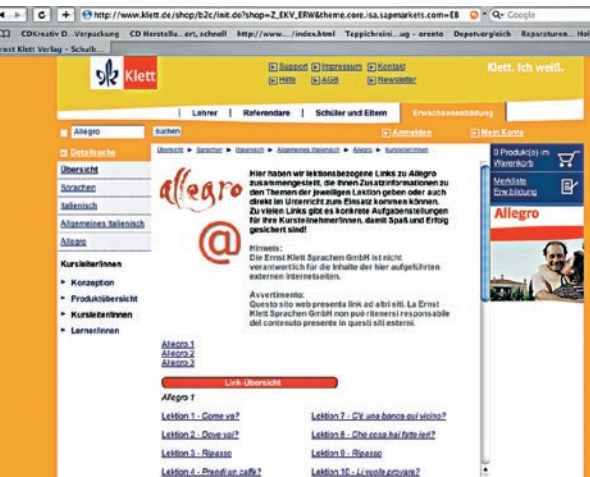 http://www.klett.de/shop/b2c/init.do?shop=Z_EKV_ERW&theme.core.isa.sapmarkets.com=EB
Google
CDKreativ D...Verpackung CD Herstelle...ert, schnell http://www.../index.html Teppichreini...ug - arento Depotvergleich Reparaturen...
Ernst Klett Verlag - Schulb...
Klett
Support Impressum Kontakt
Hilfe AGB Newsletter
Klett. Ich weiß.
Lehrer | Referendare | Schüler und Eltern Erwachsenenbildung
Allegro suchen
Anmelden Mein Konto
Detailsuche
Übersicht
Sprachen
Italienisch
Allgemeines Italienisch
Allegro
Kursleiter/innen
Konzeption
Produktübersicht
Kursleiter/innen
Lerner/innen
Übersicht Sprachen Italienisch Allgemeines Italienisch Allegro Kursleiter/innen
allegro
@
Hier haben wir lektionsbezogene Links zu Allegro
zusammengestellt, die Ihnen Zusatzinformationen zu
den Themen der jeweiligen Lektion geben oder auch
direkt im Unterricht zum Einsatz kommen können.
Zu vielen Links gibt es konkrete Aufgabenstellungen
für Ihre KursteilnehmerInnen, damit Spaß und Erfolg
gesichert sind!
Hinweis:
Die Ernst Klett Sprachen GmbH ist nicht
verantwortlich für die Inhalte der hier aufgeführten
externen Internetseiten.
Avvertimento:
Questo sito web presenta link ad altri siti. La Ernst
Klett Sprachen GmbH non può ritenersi responsabile
del contenuto presente in questi siti esterni.
Allegro 1
Allegro 2
Allegro 3
Link-Übersicht
Allegro 1
Lektion 1 - Come va?
Lektion 2 - Dove vai?
Lektion 3 - Ripasso
Lektion 4 - Prendi un caffè?
Lektion 7 - C'è una banca qui vicino?
Lektion 8 - Che cosa hai fatto ieri?
Lektion 9 - Ripasso
Lektion 10 - Li vuole provare?
0 Produkt(e) im
Warenkorb
Merkliste
Erw.bildung
Allegro